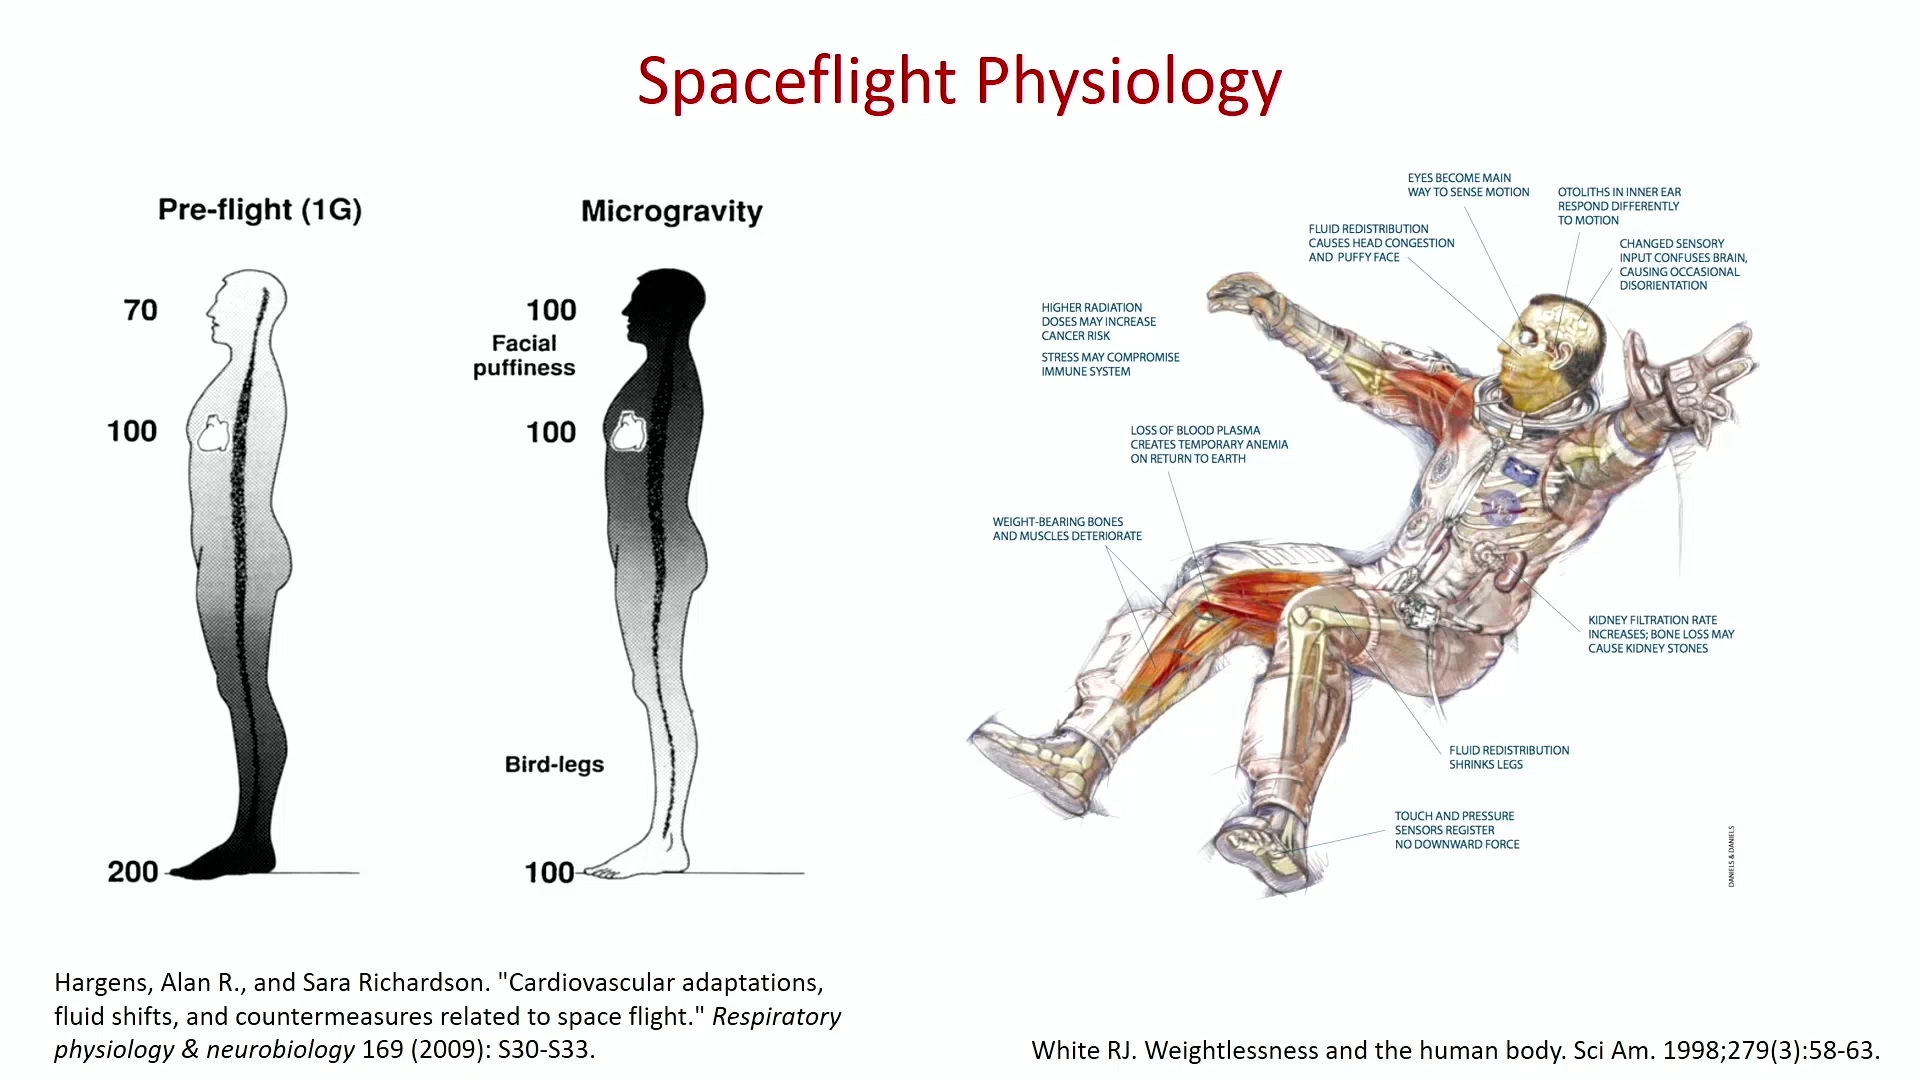 Spaceflight Physiology
Pre-flight (1G)
70
100
200
Microgravity
100
Facial
puffiness
100
Bird-legs
100
EYES BECOME MAIN
WAY TO SENSE MOTION
OTOLITHS IN INNER EAR
RESPOND DIFFERENTLY
TO MOTION
FLUID REDISTRIBUTION
CAUSES HEAD CONGESTION
AND PUFFY FACE
CHANGED SENSORY
INPUT CONFUSES BRAIN,
CAUSING OCCASIONAL
DISORIENTATION
HIGHER RADIATION
DOSES MAY INCREASE
CANCER RISK
STRESS MAY COMPROMISE
IMMUNE SYSTEM
LOSS OF BLOOD PLASMA
CREATES TEMPORARY ANEMIA
ON RETURN TO EARTH
WEIGHT-BEARING BONES
AND MUSCLES DETERIORATE
KIDNEY FILTRATION RATE
INCREASES; BONE LOSS MAY
CAUSE KIDNEY STONES
FLUID REDISTRIBUTION
SHRINKS LEGS
TOUCH AND PRESSURE
SENSORS REGISTER
NO DOWNWARD FORCE
DANIELS & DANIELS
Hargens, Alan R., and Sara Richardson. "Cardiovascular adaptations,
fluid shifts, and countermeasures related to space flight." Respiratory
physiology & neurobiology 169 (2009): S30-S33.
White RJ. Weightlessness and the human body. Sci Am. 1998;279(3):58-63.